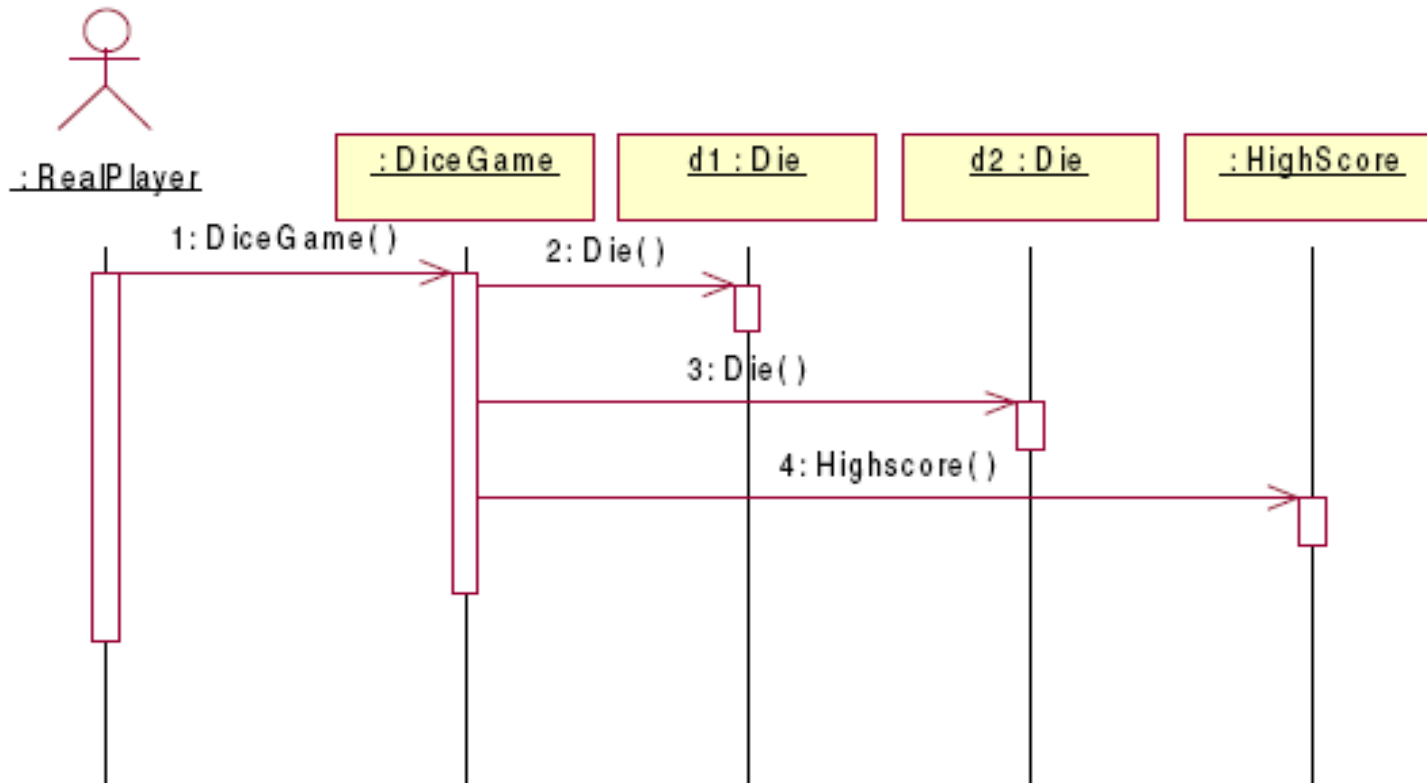 : RealPlayer
: DiceGame
d1 : Die
d2 : Die
: HighScore
1: DiceGame()
2: Die()
3: Die()
4: Highscore()